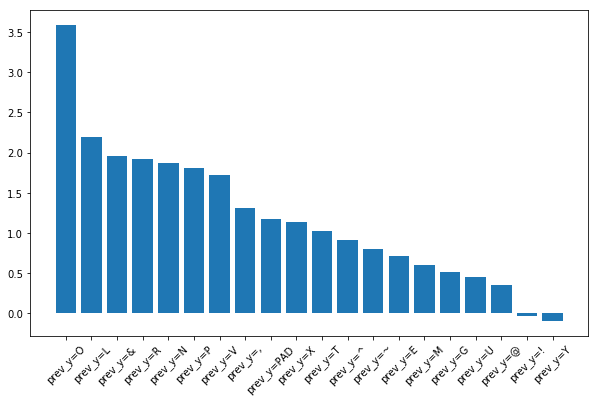 3.5
3.0
2.5
2.0
1.5
1.0
0.5
0.0
prev_y=O
prev_y=L
prev_y=&
prev_y=R
prev_y=N
prev_y=P
prev_y=V
prev_y=,
prev_y=PAD
prev_y=X
prev_y=T
prev_y=^
prev_y=~
prev_y=E
prev_y=M
prev_y=G
prev_y=U
prev_y=@
prev_y=!
prev_y=Y